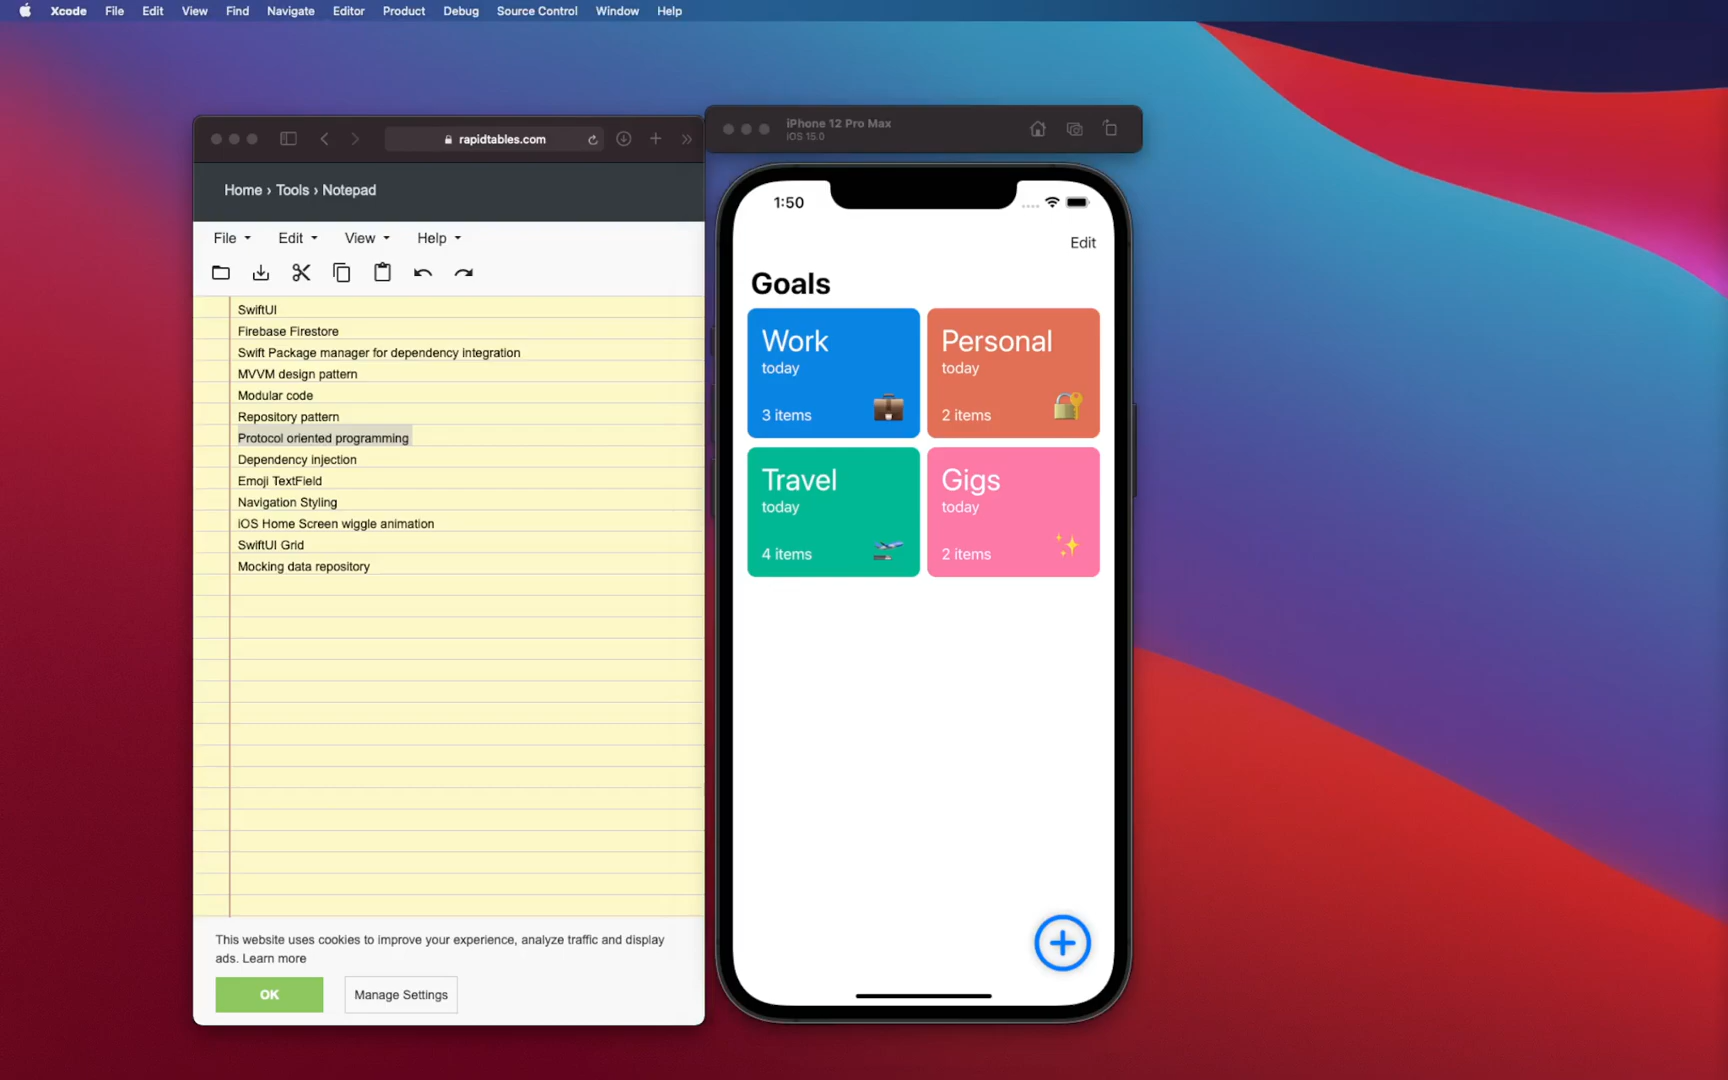 Xcode File Edit View Find Navigate Editor Product Debug Source Control Window Help
rapidtables.com
Home › Tools › Notepad
File Edit View Help
SwiftUI
Firebase Firestore
Swift Package manager for dependency integration
MVVM design pattern
Modular code
Repository pattern
Protocol oriented programming
Dependency injection
Emoji TextField
Navigation Styling
iOS Home Screen wiggle animation
SwiftUI Grid
Mocking data repository
This website uses cookies to improve your experience, analyze traffic and display
ads. Learn more
OK Manage Settings
iPhone 12 Pro Max
iOS 15.0
1:50
Edit
Goals
Work
today
3 items
Personal
today
2 items
Travel
today
4 items
Gigs
today
2 items